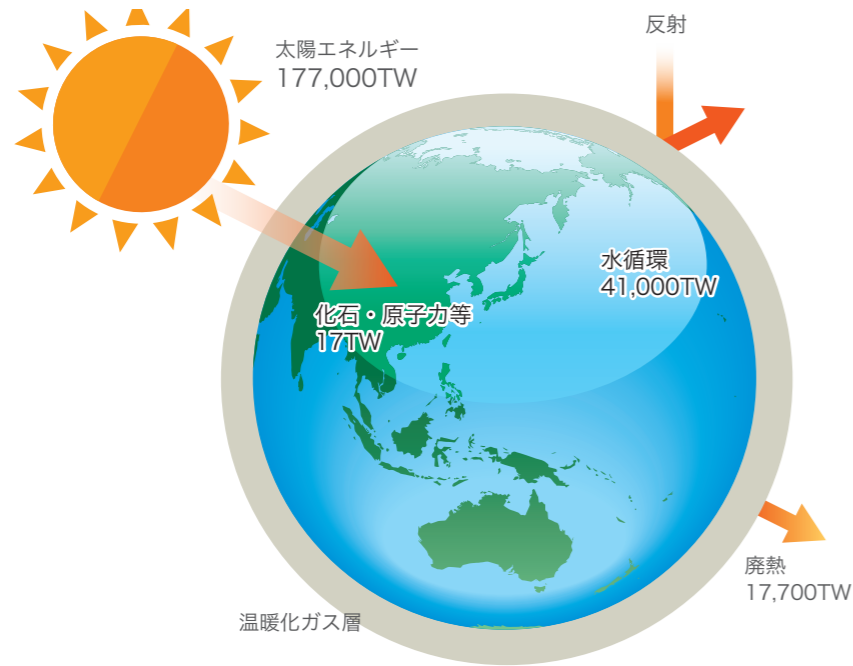 太陽エネルギー
177,000TW
反射
水循環
41,000TW
化石・原子力等
17TW
廃熱
17,700TW
温暖化ガス層